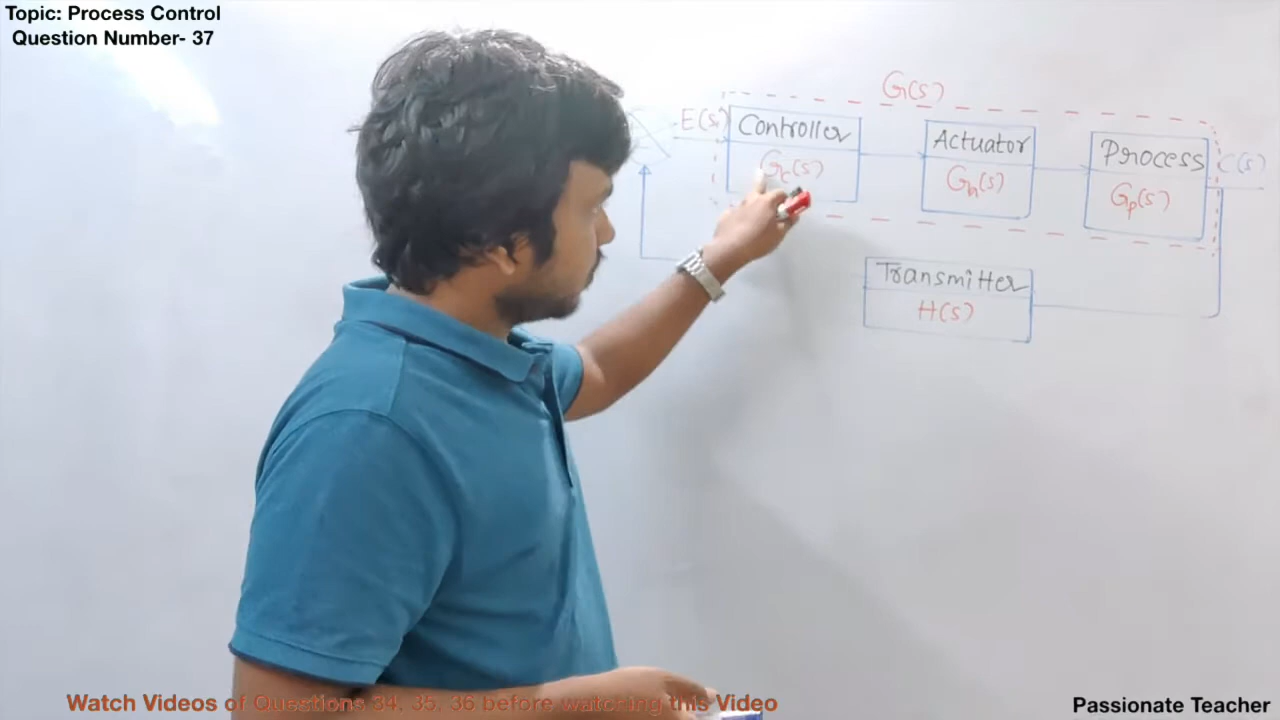 Topic: Process Control
Question Number- 37
G(s)
E(s)
Controller
Gc(s)
Actuator
Gh(s)
Process
Gp(s)
C(s)
Transmitter
H(s)
Watch Videos of Questions 34, 35, 36 before watching this Video
Passionate Teacher